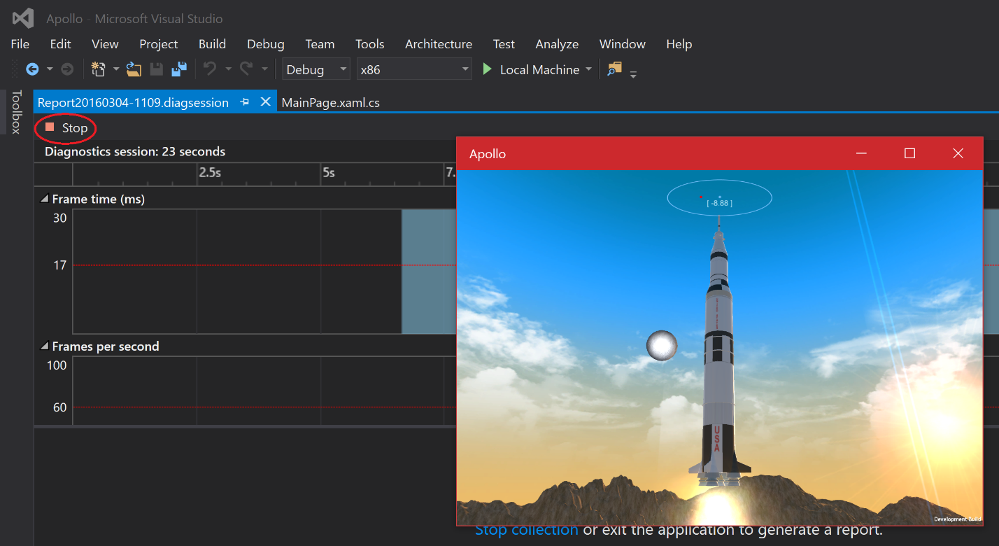 Apollo - Microsoft Visual Studio
File Edit View Project Build Debug Team Tools Architecture Test Analyze Window Help
Debug x86 Local Machine
Toolbox
Report20160304-1109.diagsession MainPage.xaml.cs
Stop
Diagnostics session: 23 seconds
2.5s 5s 7.
Frame time (ms)
30
17
Frames per second
100
60
Apollo
[ -8.88 ]
USA
Development Build
Stop collection or exit the application to generate a report.